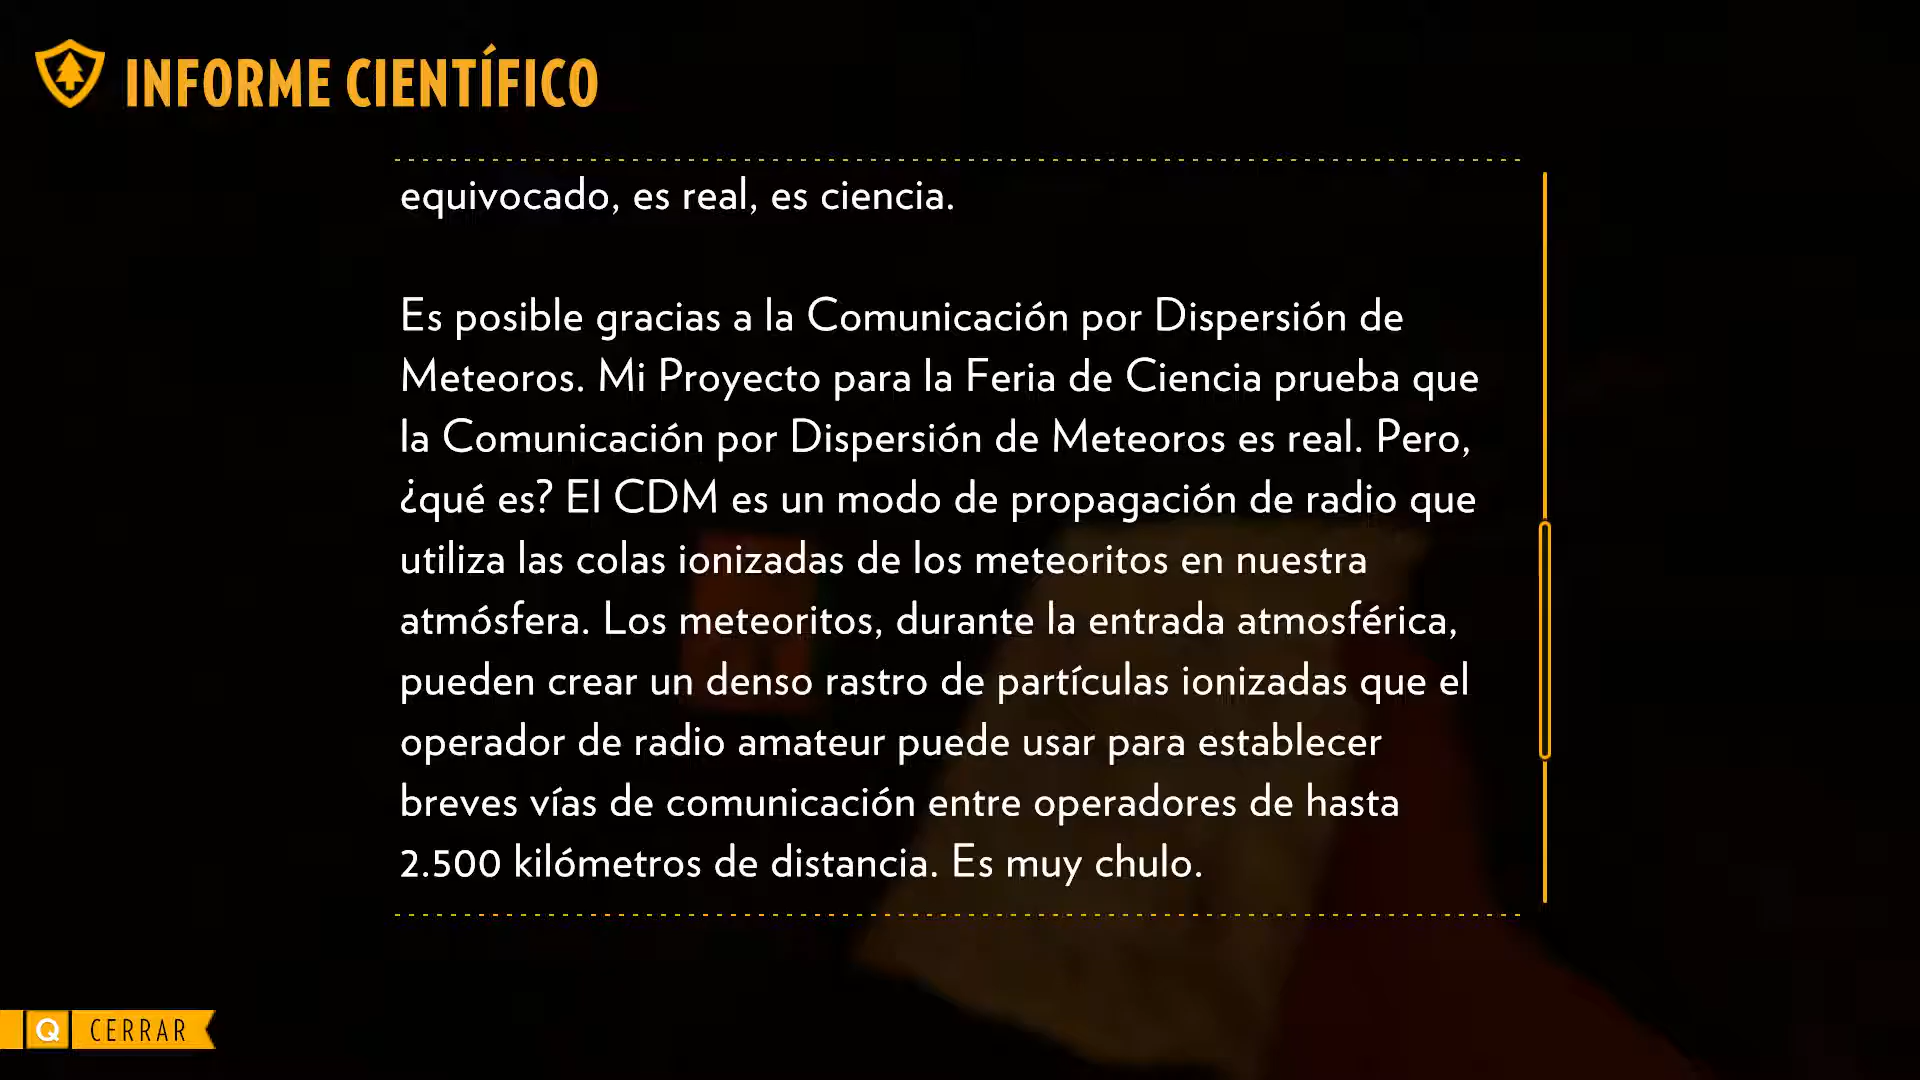 INFORME CIENTÍFICO
equivocado, es real, es ciencia.
Es posible gracias a la Comunicación por Dispersión de
Meteoros. Mi Proyecto para la Feria de Ciencia prueba que
la Comunicación por Dispersión de Meteoros es real. Pero,
¿qué es? El CDM es un modo de propagación de radio que
utiliza las colas ionizadas de los meteoritos en nuestra
atmósfera. Los meteoritos, durante la entrada atmosférica,
pueden crear un denso rastro de partículas ionizadas que el
operador de radio amateur puede usar para establecer
breves vías de comunicación entre operadores de hasta
2.500 kilómetros de distancia. Es muy chulo.
Q CERRAR